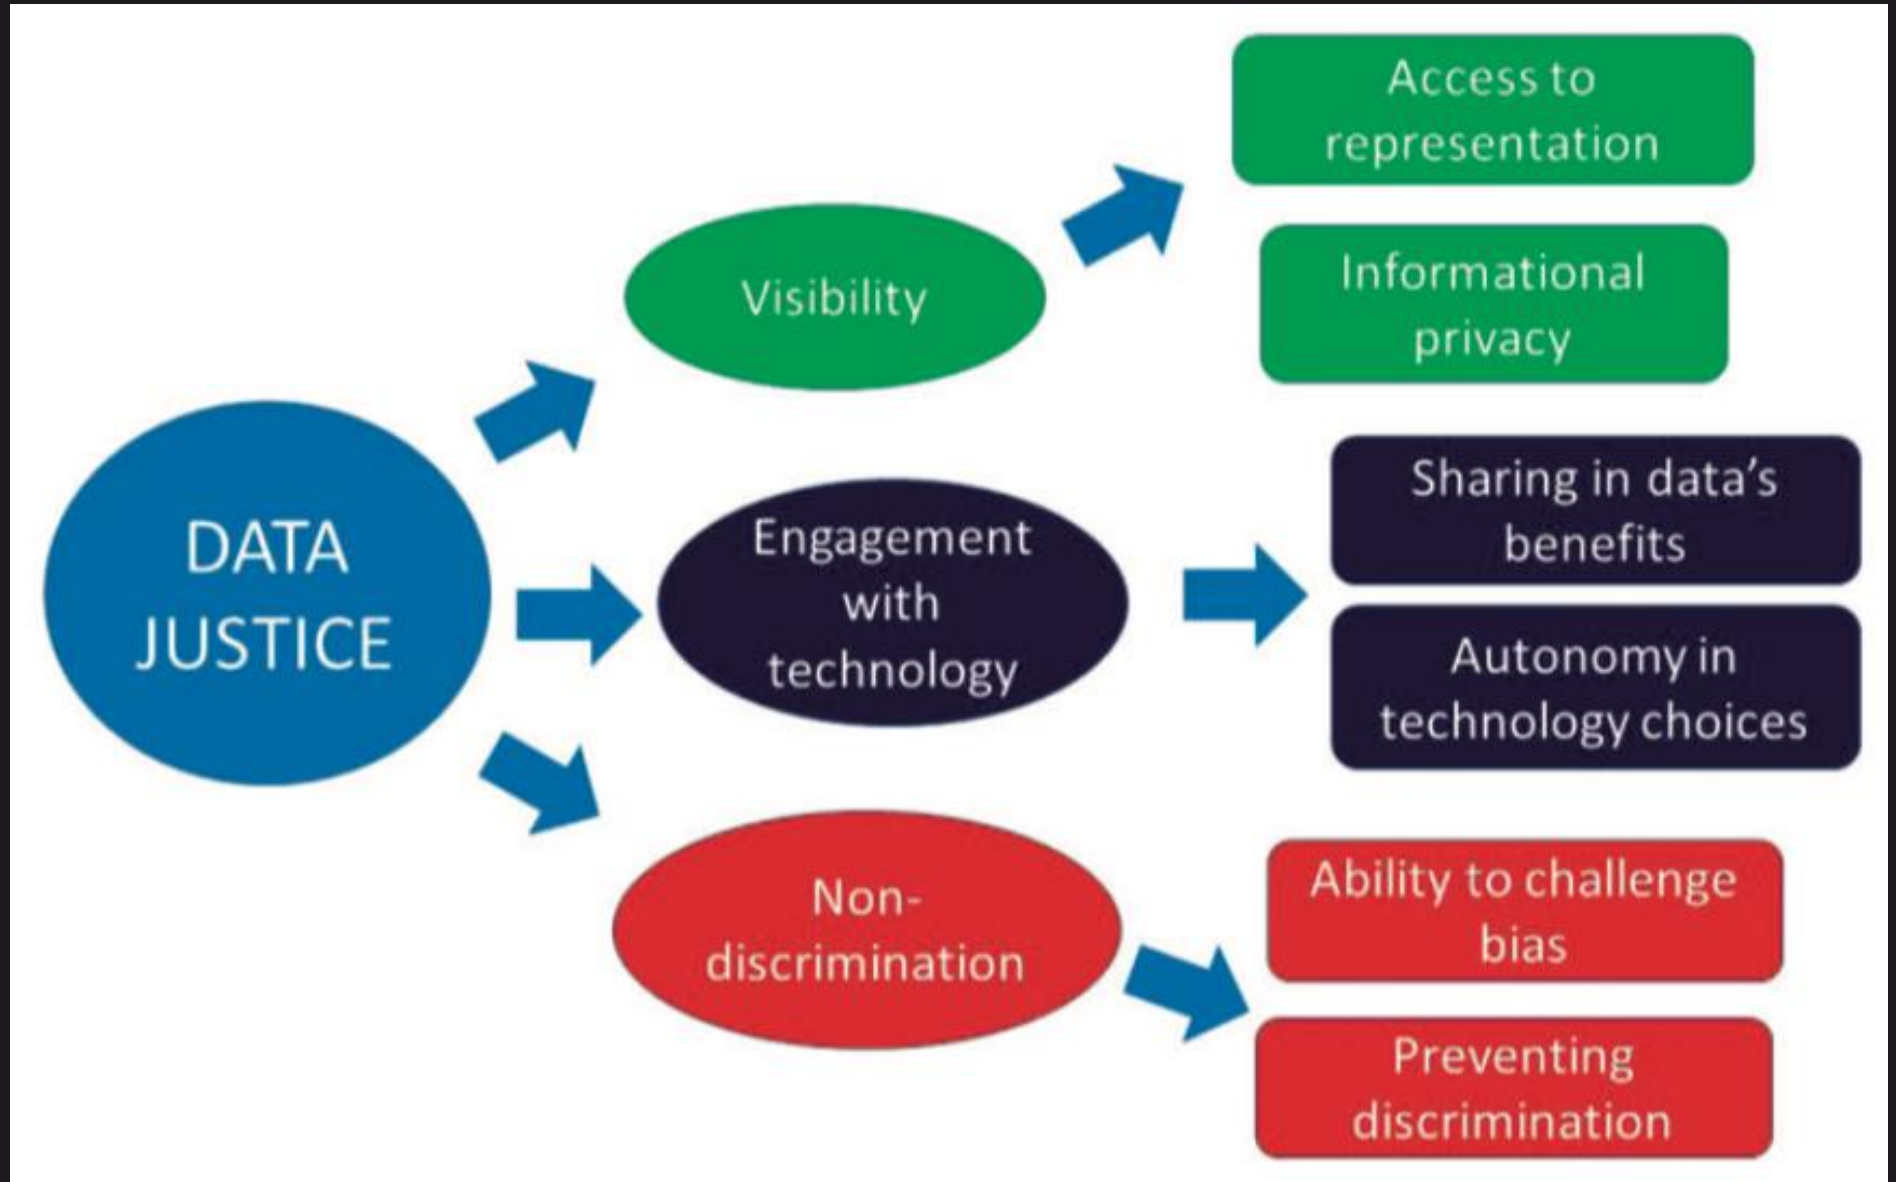 DATA
JUSTICE
Visibility
Access to
representation
Informational
privacy
Engagement
with
technology
Sharing in data’s
benefits
Autonomy in
technology choices
Non-
discrimination
Ability to challenge
bias
Preventing
discrimination